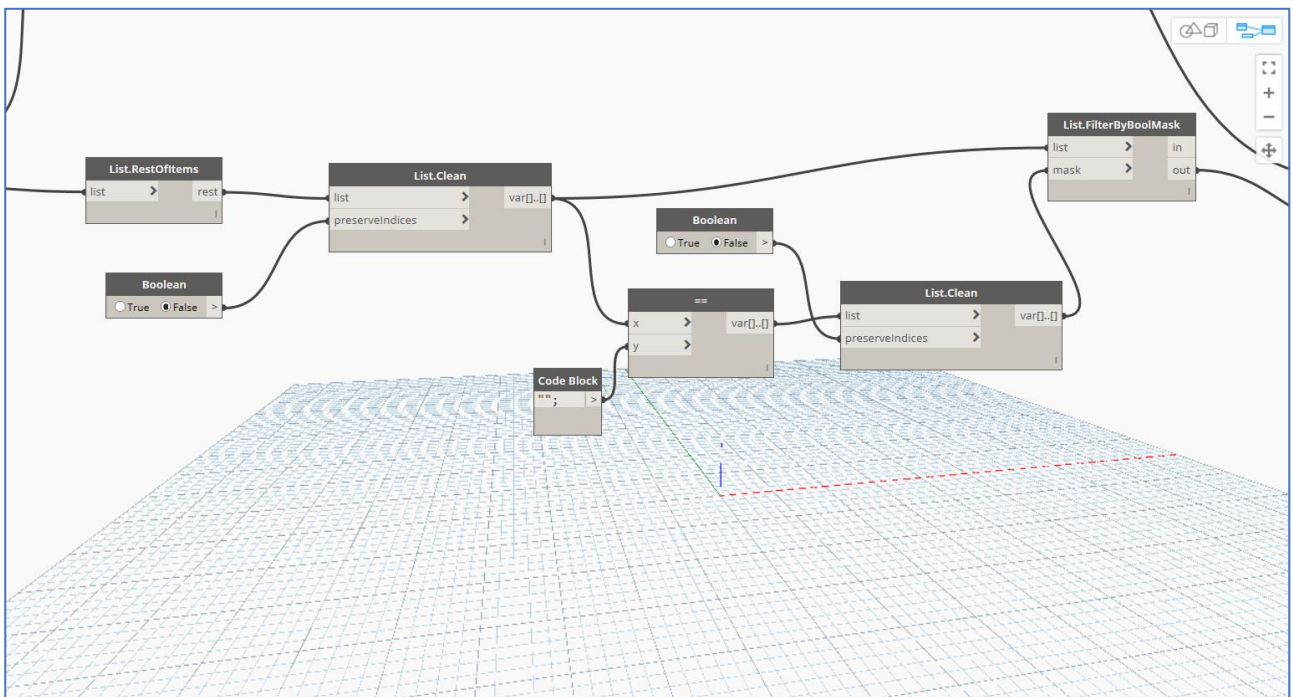 List.RestOfItems
list > rest
List.Clean
list > var[]..[]
preserveIndices >
Boolean
True False >
Boolean
True False >
==
x > var[]..[]
y >
Code Block
""; >
List.Clean
list > var[]..[]
preserveIndices >
List.FilterByBoolMask
list > in
mask > out